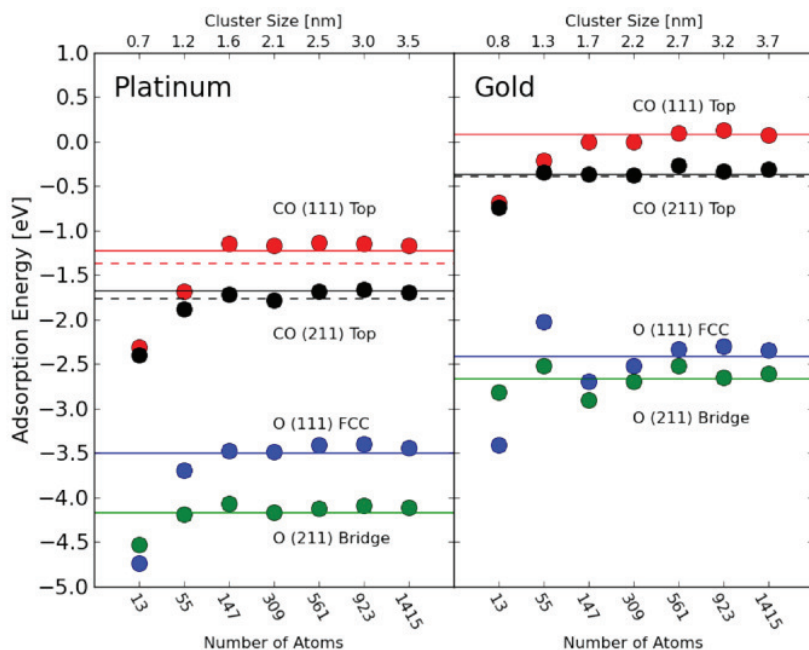 Cluster Size [nm]
0.7 1.2 1.6 2.1 2.5 3.0 3.5
0.8 1.3 1.7 2.2 2.7 3.2 3.7
Adsorption Energy [eV]
1.0
0.5
0.0
−0.5
−1.0
−1.5
−2.0
−2.5
−3.0
−3.5
−4.0
−4.5
−5.0
Platinum
CO (111) Top
CO (211) Top
O (111) FCC
O (211) Bridge
13 55 147 309 561 923 1415
Number of Atoms
Cluster Size [nm]
Gold
CO (111) Top
CO (211) Top
O (111) FCC
O (211) Bridge
13 55 147 309 561 923 1415
Number of Atoms